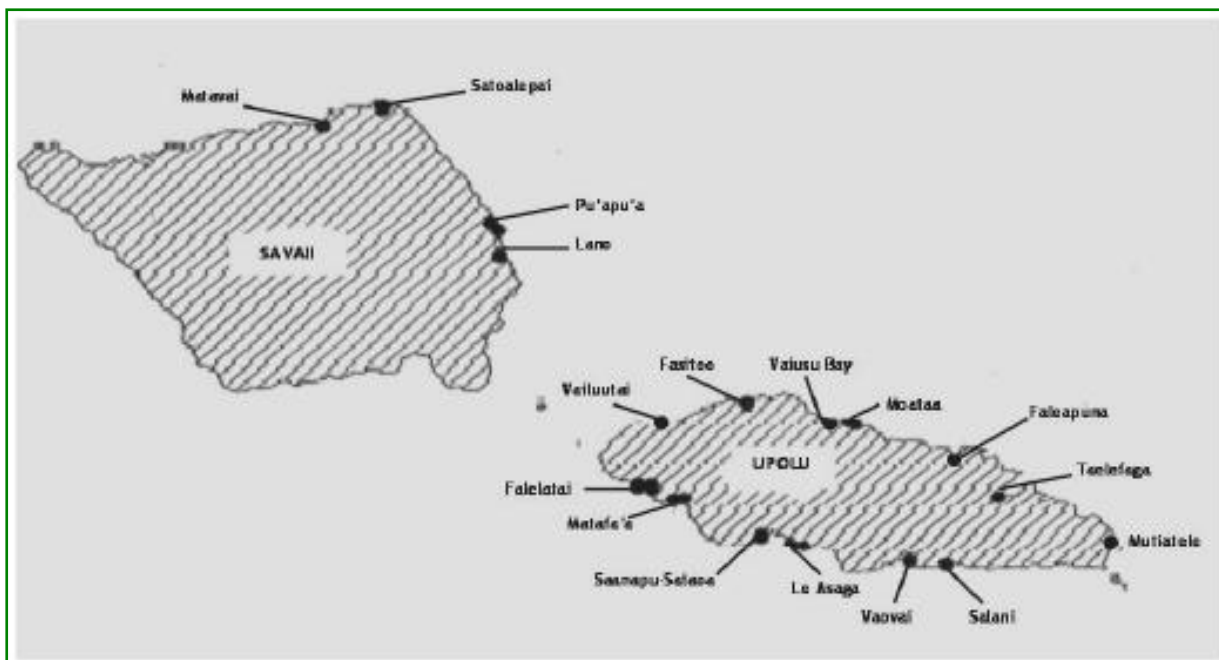 Satoalepai
Matavai
Pu'apu'a
Lano
SAVAII
Fasitoo
Vaiusu Bay
Vailuutai
Moataa
Faleapuna
UPOLU
Taelefaga
Falelatai
Matafa'a
Mutiatele
Saanapu-Sataoa
Le Asaga
Vaovai
Salani